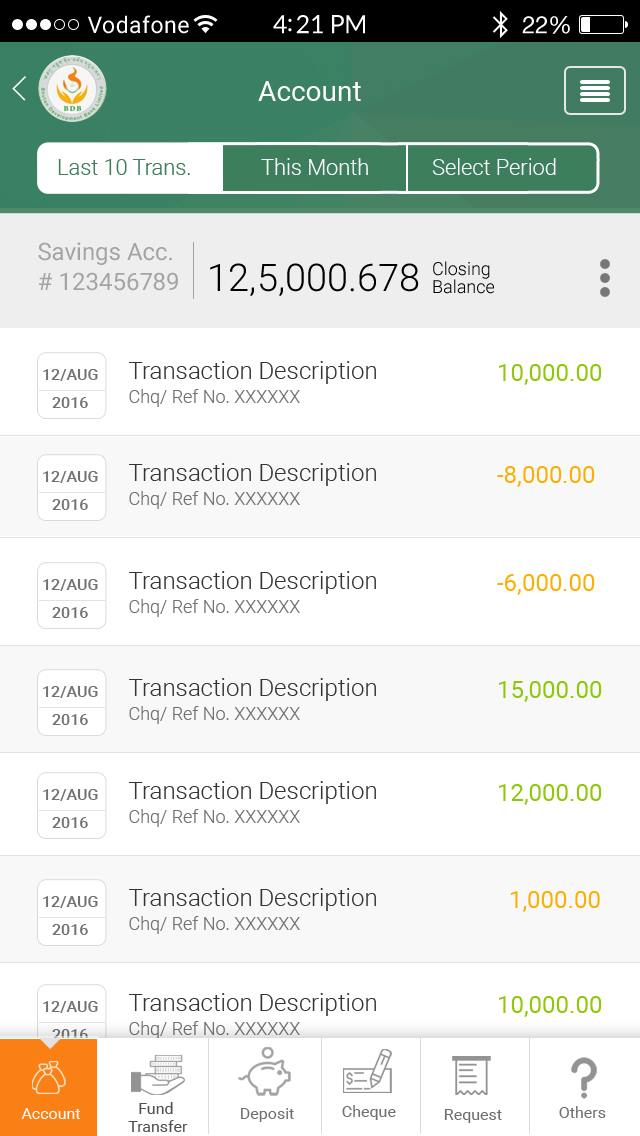 Vodafone 4:21 PM 22%
BDB
Account
Last 10 Trans. This Month Select Period
Savings Acc.
# 123456789
12,5,000.678
Closing
Balance
12/AUG
2016
Transaction Description
Chq/ Ref No. XXXXXX
10,000.00
12/AUG
2016
Transaction Description
Chq/ Ref No. XXXXXX
-8,000.00
12/AUG
2016
Transaction Description
Chq/ Ref No. XXXXXX
-6,000.00
12/AUG
2016
Transaction Description
Chq/ Ref No. XXXXXX
15,000.00
12/AUG
2016
Transaction Description
Chq/ Ref No. XXXXXX
12,000.00
12/AUG
2016
Transaction Description
Chq/ Ref No. XXXXXX
1,000.00
12/AUG
2016
Transaction Description
Chq/ Ref No. XXXXXX
10,000.00
Account
Fund
Transfer
Deposit
Cheque
Request
Others